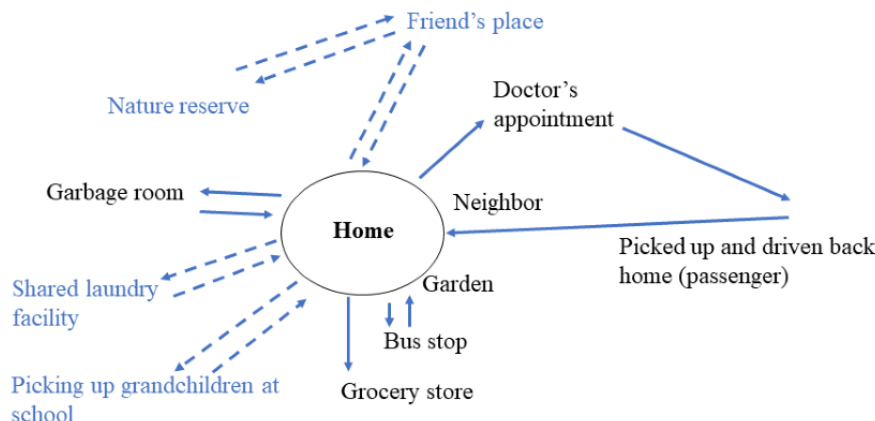 Friend’s place
Nature reserve
Doctor’s
appointment
Garbage room
Neighbor
Home
Picked up and driven back
home (passenger)
Shared laundry
facility
Garden
Bus stop
Picking up grandchildren at
school
Grocery store